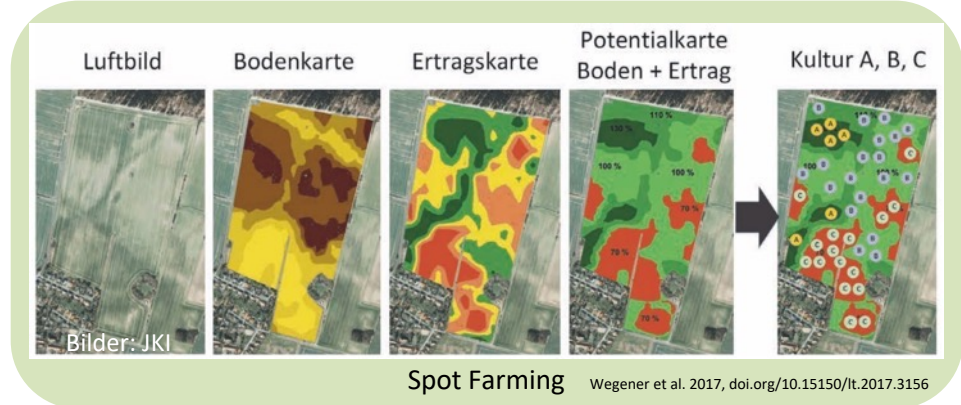 Luftbild
Bodenkarte
Ertragskarte
Potentialkarte
Boden + Ertrag
Kultur A, B, C
110 %
130 %
100 %
100 %
70 %
70 %
70 %
Bilder: JKI
Spot Farming
Wegener et al. 2017, doi.org/10.15150/lt.2017.3156